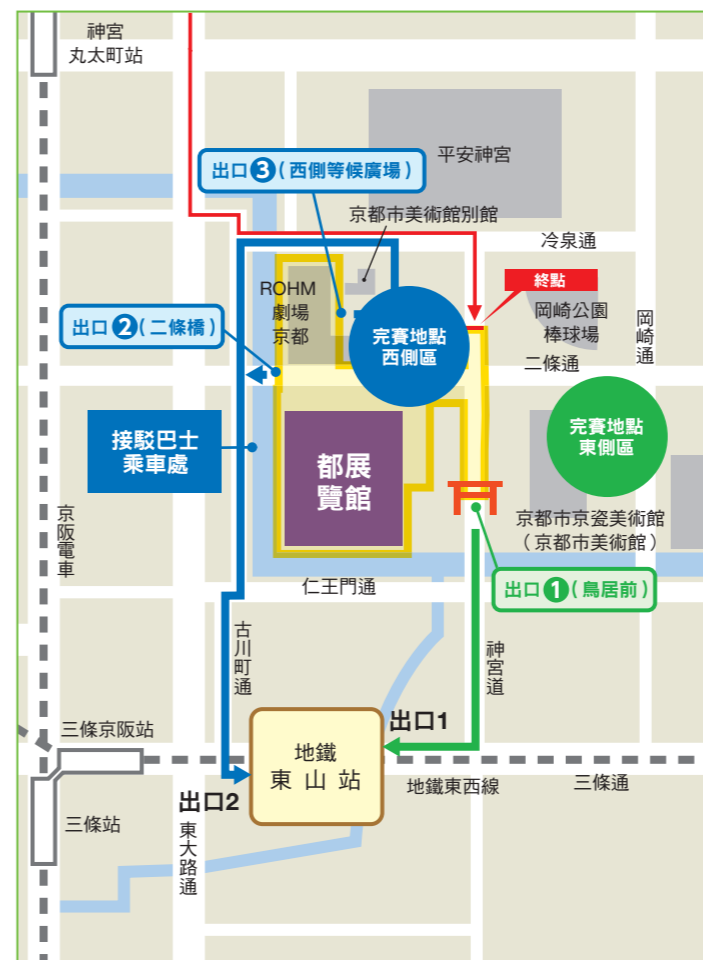 神宮
丸太町站
平安神宮
出口3(西側等候廣場)
京都市美術館別館
冷泉通
ROHM
劇場
京都
終點
岡崎公園
棒球場
岡崎通
出口2(二條橋)
完賽地點
西側區
二條通
接駁巴士
乘車處
完賽地點
東側區
都展
覽館
京阪電車
京都市京瓷美術館
(京都市美術館)
仁王門通
出口1(鳥居前)
古川町通
神宮道
三條京阪站
出口1
地鐵
東山站
地鐵東西線
三條通
出口2
三條站
東大路通